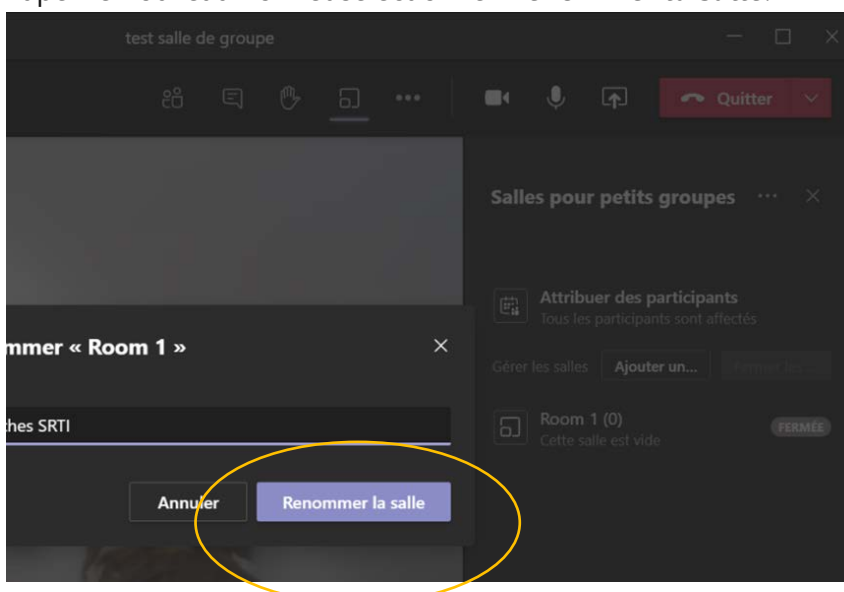 test salle de groupe
Quitter
Salles pour petits groupes
Attribuer des participants
Tous les participants sont affectés
mmer « Room 1 »
Gérer les salles Ajouter un...
hes SRTI
Room 1 (0)
FERMÉE
Cette salle est vide
Annuler Renommer la salle